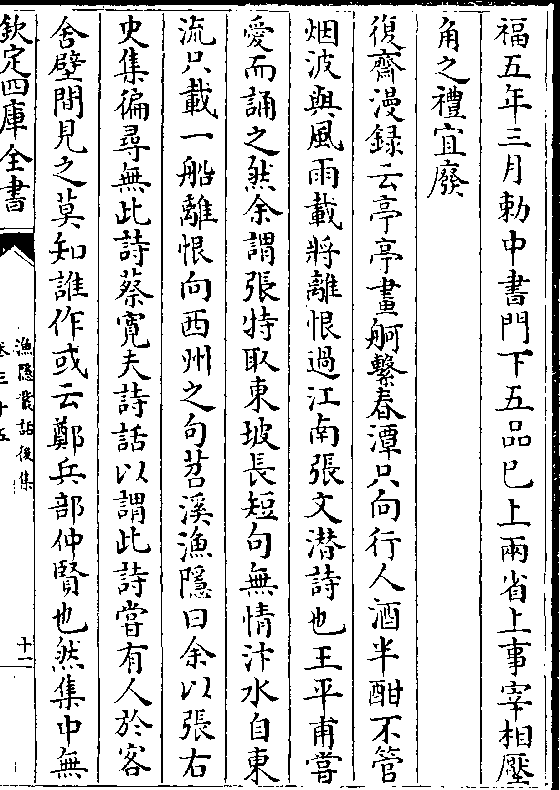 福五年三月勅中書門下五品已上兩省上事宰相壓
角之禮宜廢
復齋漫録云亭亭畫舸繫春潭只向行人酒半酣不管
烟波與風雨載將離恨過江南張文潜詩也王平甫嘗
愛而誦之然余謂張特取東坡長短句無情汴水自東
流只載一船離恨向西州之句苕溪漁隱曰余以張右
史集徧尋無此詩蔡寛夫詩話以謂此詩嘗有人於客
舍壁間見之莫知誰作或云鄭兵部仲賢也然集中無
欽定四庫全書
漁隱叢話後集
卷三十五
十一